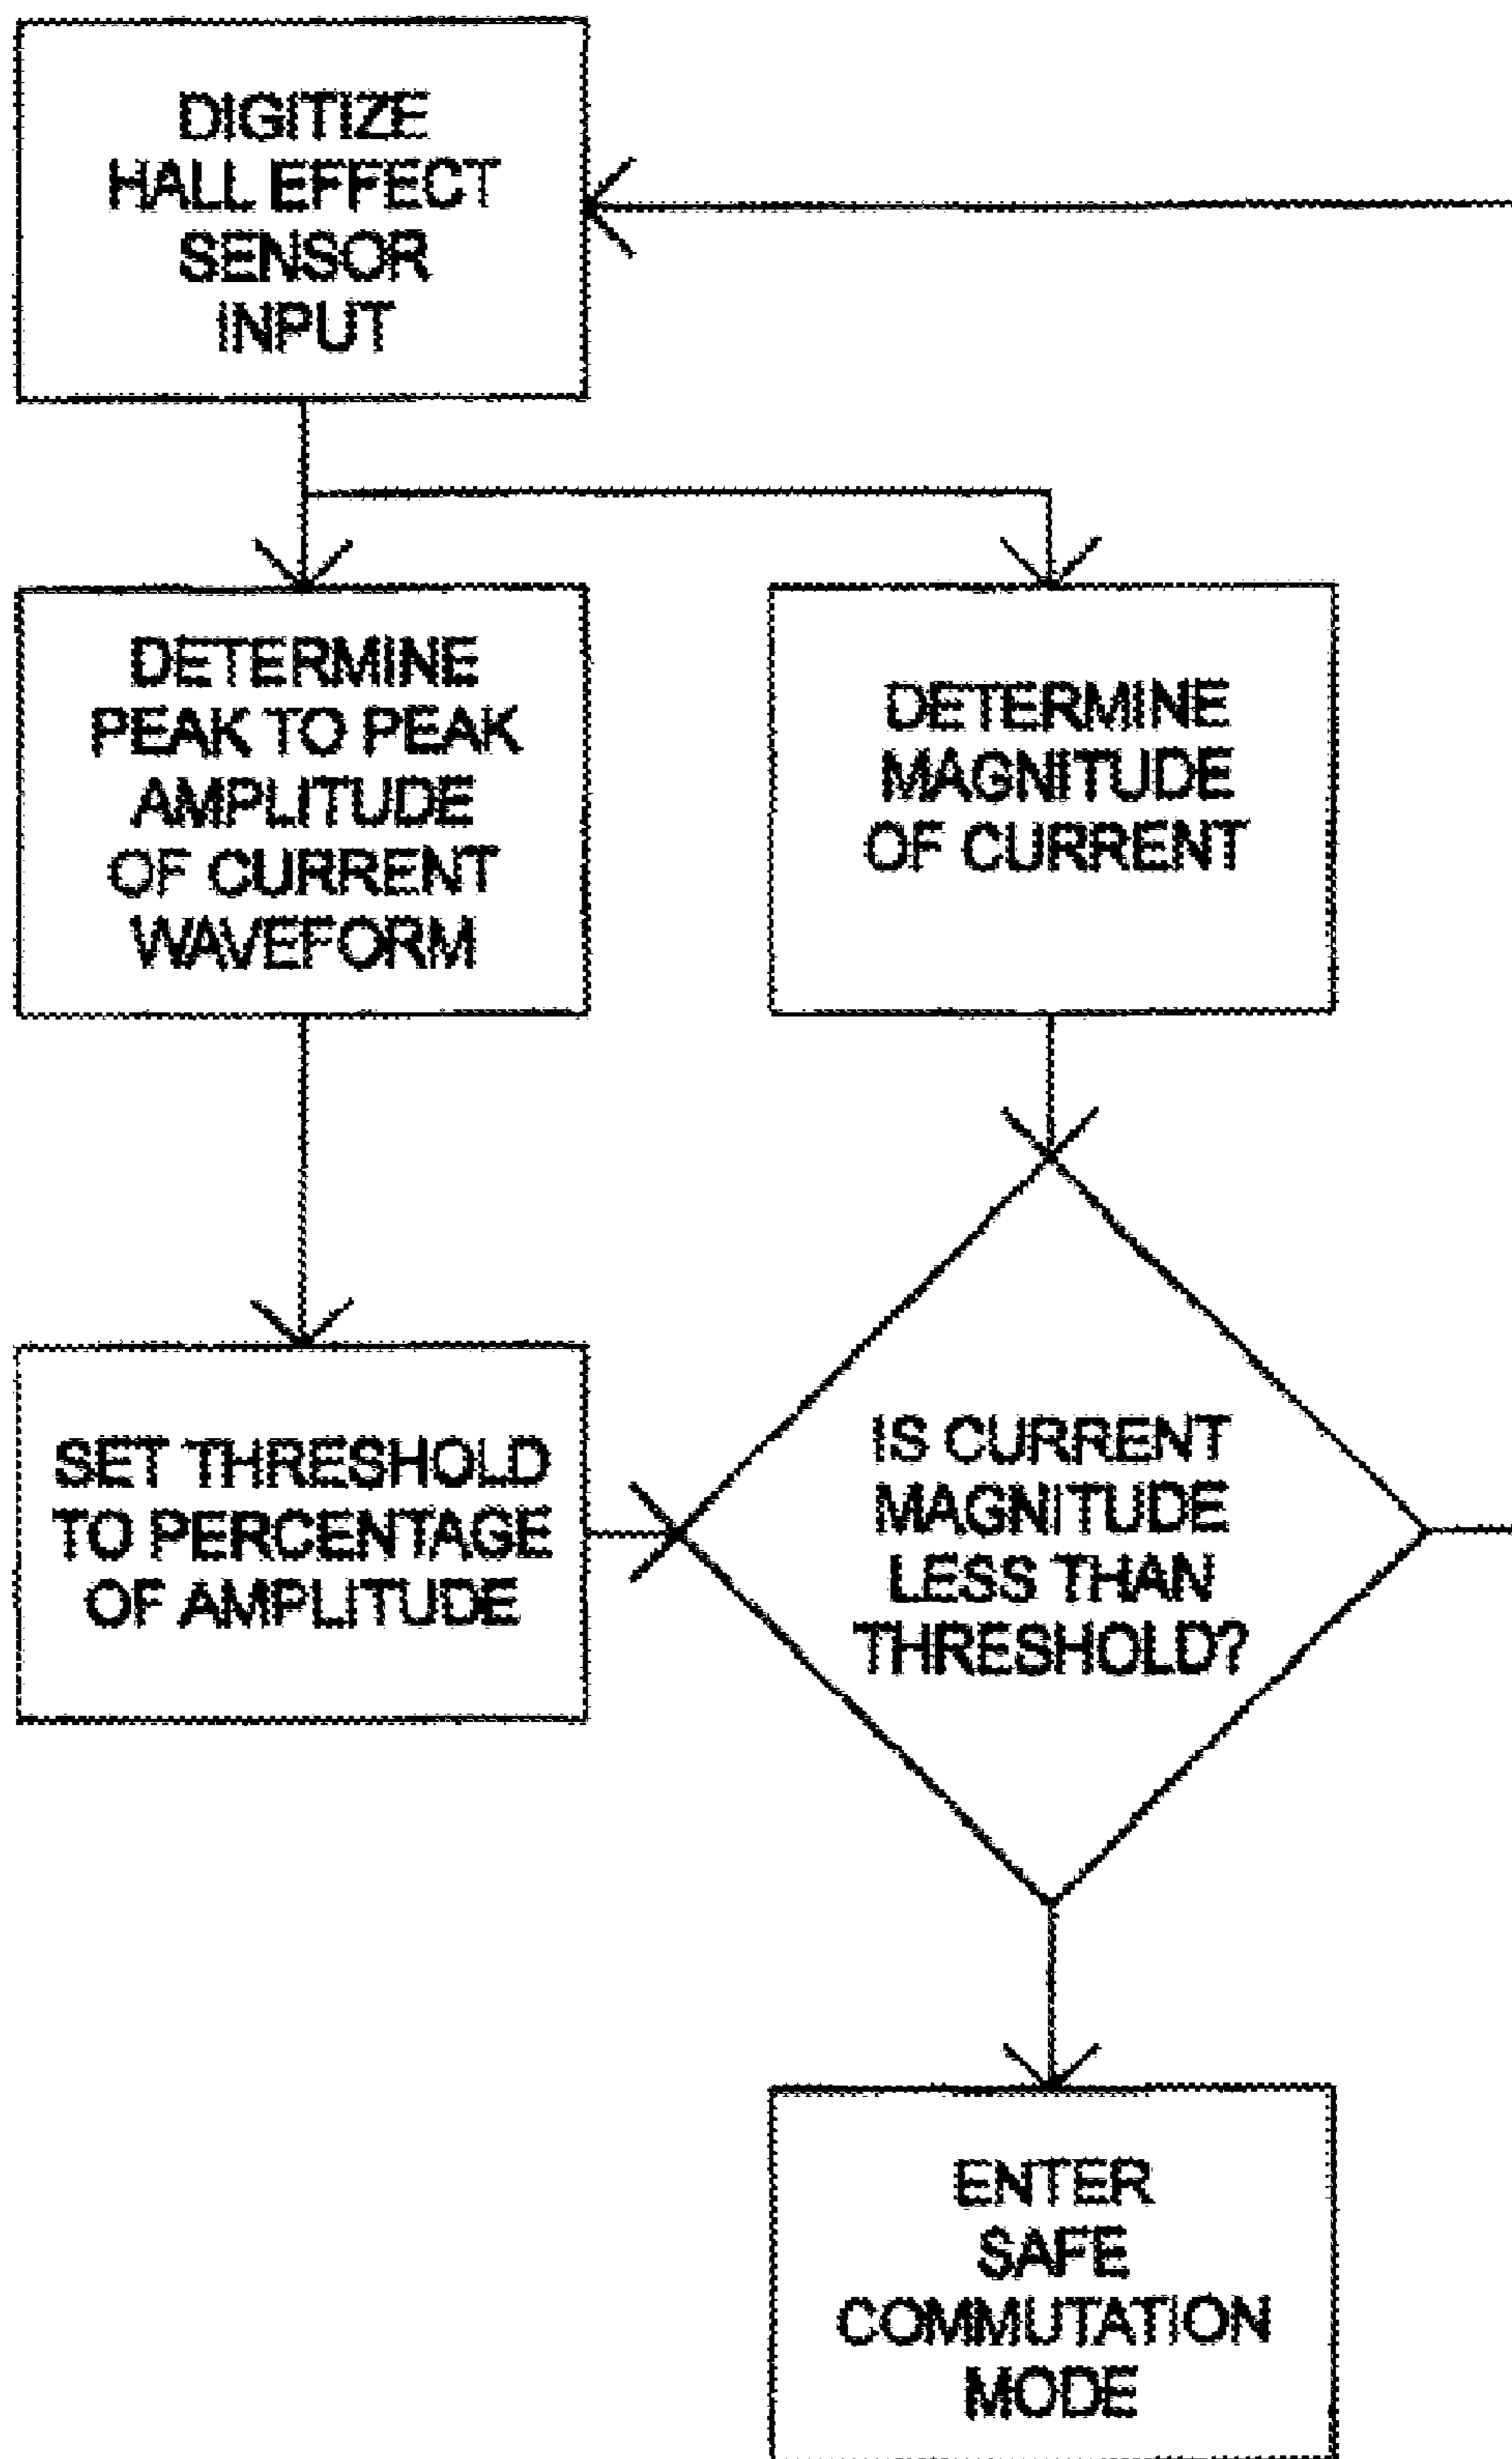 DIGITIZE
HALL EFFECT
SENSOR
INPUT
DETERMINE
PEAK TO PEAK
AMPLITUDE
OF CURRENT
WAVEFORM
DETERMINE
MAGNITUDE
OF CURRENT
SET THRESHOLD
TO PERCENTAGE
OF AMPLITUDE
IS CURRENT
MAGNITUDE
LESS THAN
THRESHOLD?
ENTER
SAFE
COMMUTATION
MODE